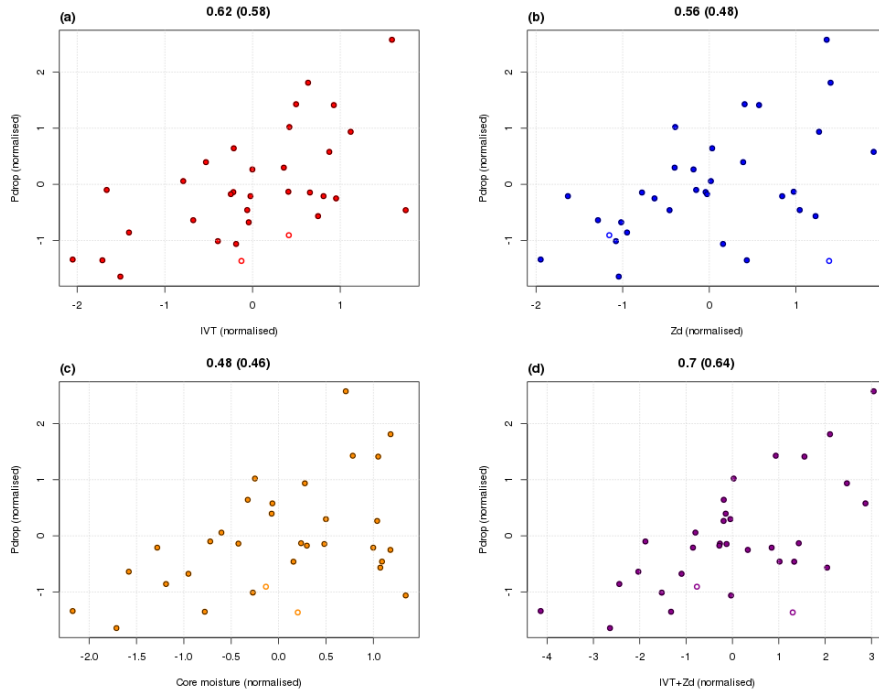 (a) 0.62 (0.58)
Pdrop (normalised)
2
1
0
-1
-2 -1 0 1
IVT (normalised)
(b) 0.56 (0.48)
Pdrop (normalised)
2
1
0
-1
-2 -1 0 1
Zd (normalised)
(c) 0.48 (0.46)
Pdrop (normalised)
2
1
0
-1
-2.0 -1.5 -1.0 -0.5 0.0 0.5 1.0
Core moisture (normalised)
(d) 0.7 (0.64)
Pdrop (normalised)
2
1
0
-1
-4 -3 -2 -1 0 1 2 3
IVT+Zd (normalised)